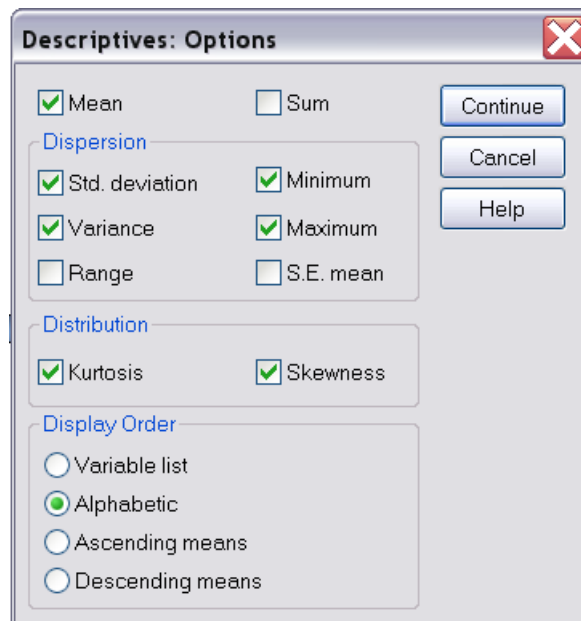 Descriptives: Options
Mean
Sum
Continue
Cancel
Help
Dispersion
Std. deviation
Minimum
Variance
Maximum
Range
S.E. mean
Distribution
Kurtosis
Skewness
Display Order
Variable list
Alphabetic
Ascending means
Descending means